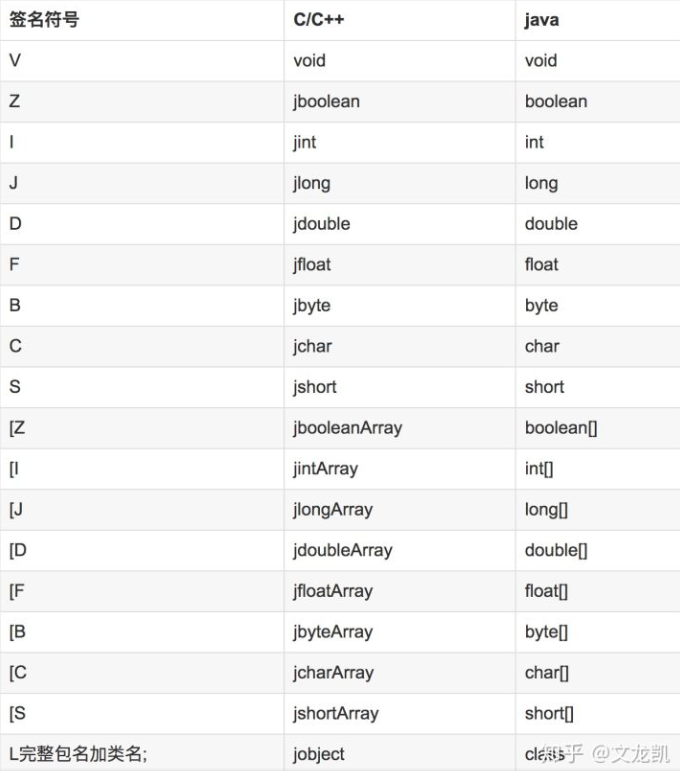 签名符号 C/C++ java
V void void
Z jboolean boolean
I jint int
J jlong long
D jdouble double
F jfloat float
B jbyte byte
C jchar char
S jshort short
[Z jbooleanArray boolean[]
[I jintArray int[]
[J jlongArray long[]
[D jdoubleArray double[]
[F jfloatArray float[]
[B jbyteArray byte[]
[C jcharArray char[]
[S jshortArray short[]
L完整包名加类名; jobject class
知乎 @文龙凯